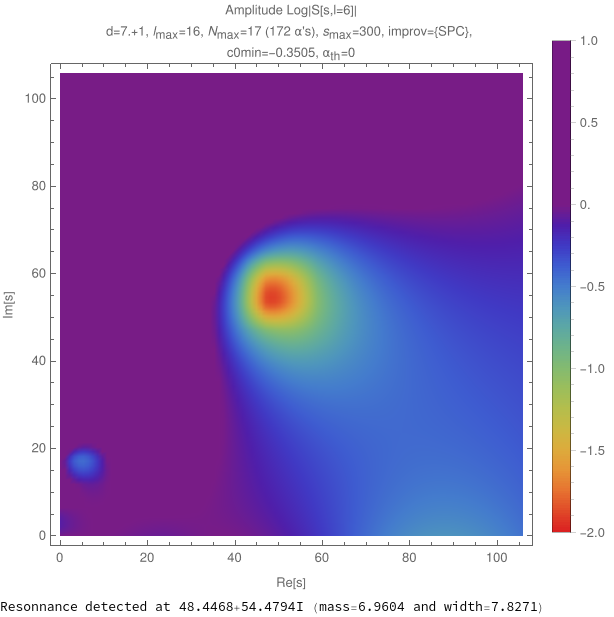 Amplitude Log|S[s,l=6]|
d=7.+1, lmax=16, Nmax=17 (172 α's), smax=300, improv={SPC},
c0min=−0.3505, αth=0
1.0
0.5
0.
−0.5
−1.0
−1.5
−2.0
100
80
60
40
20
0
Im[s]
0 20 40 60 80 100
Re[s]
Resonnance detected at 48.4468+54.4794I (mass=6.9604 and width=7.8271)